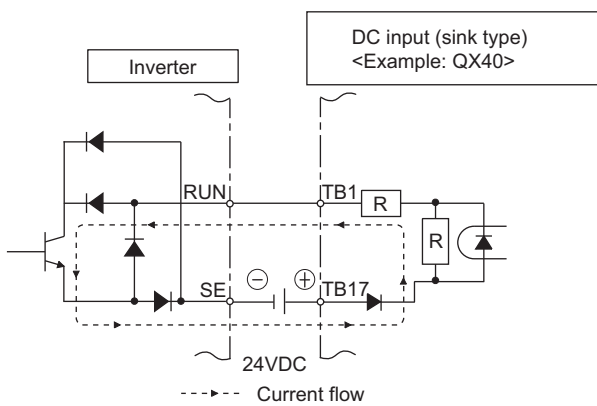 Inverter
DC input (sink type)
<Example: QX40>
RUN
TB1
R
R
SE
−
+
TB17
24VDC
Current flow